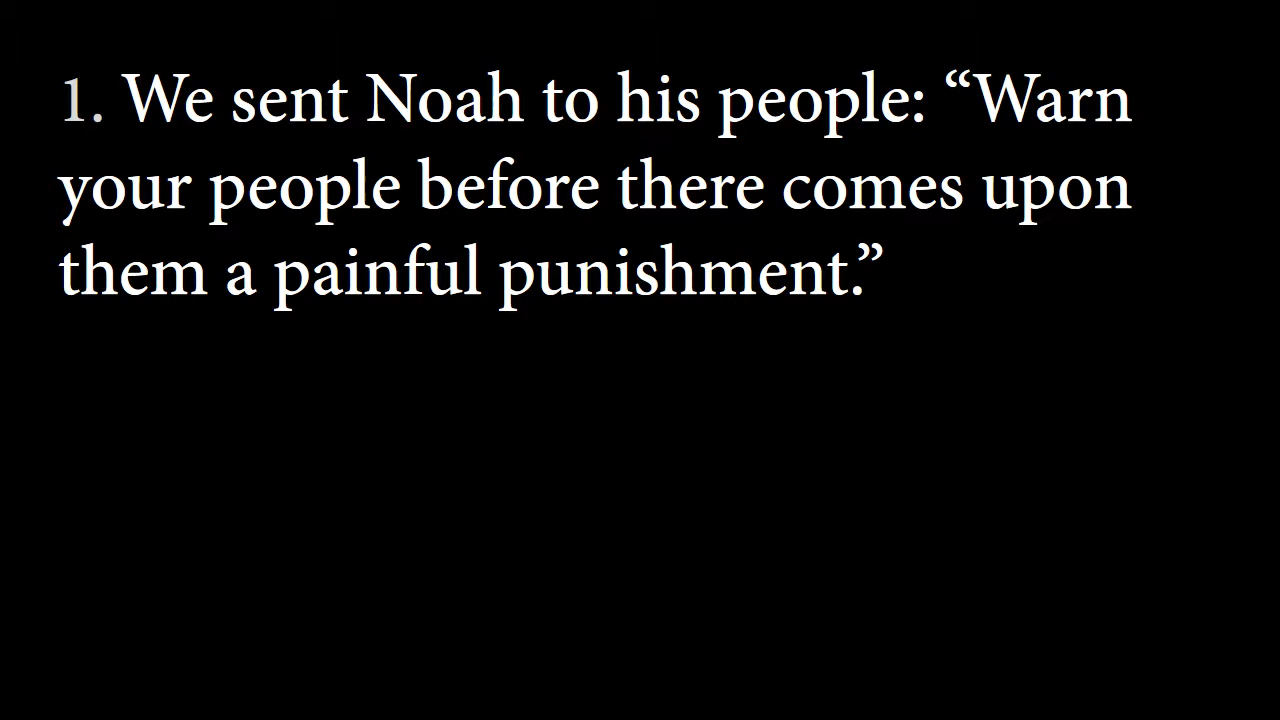 1. We sent Noah to his people: “Warn
your people before there comes upon
them a painful punishment.”